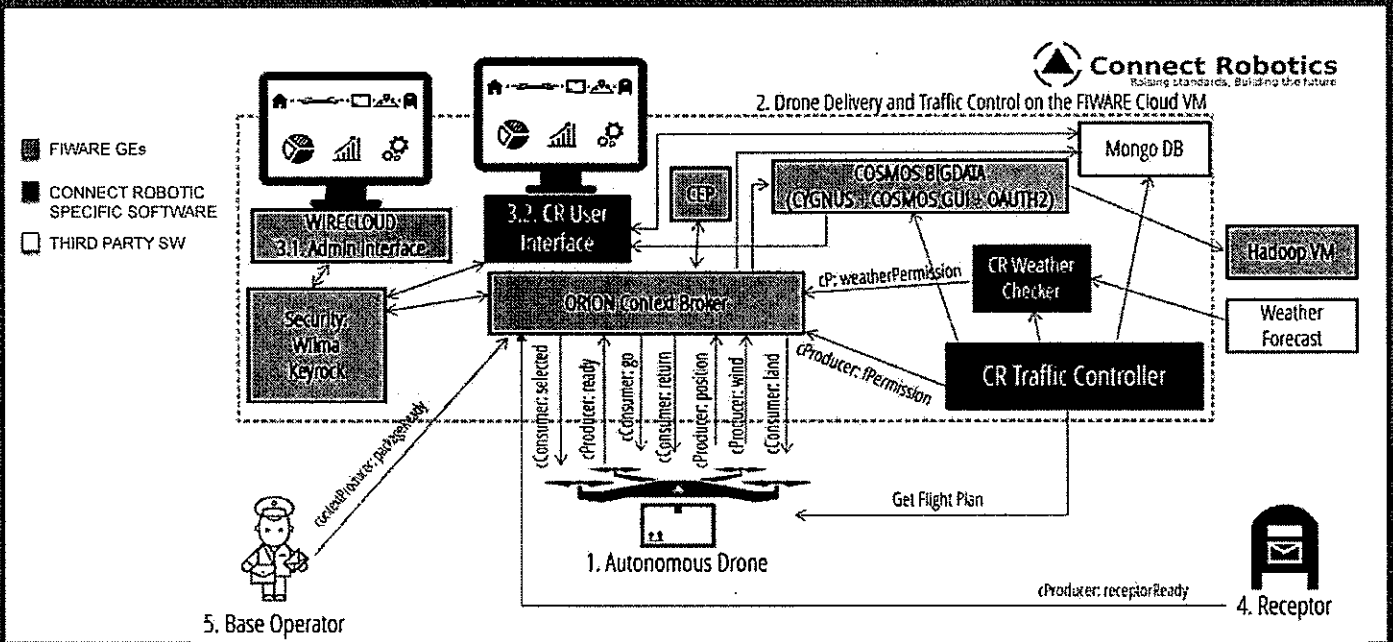 Connect Robotics
Raising standards, Building the future
2. Drone Delivery and Traffic Control on the FIWARE Cloud VM
FIWARE GEs
CONNECT ROBOTIC
SPECIFIC SOFTWARE
THIRD PARTY SW
WIRECLOUD
3.1. Admin Interface
3.2. CR User
Interface
CEP
COSMOS BIGDATA
(CYGNUS + COSMOS GUI + OAUTH2)
Mongo DB
Hadoop VM
Weather
Forecast
CR Weather
Checker
cP: weatherPermission
ORION Context Broker
Security:
Wilma
Keyrock
CR Traffic Controller
cProducer: fPermission
cConsumer: selected
cProducer: ready
cConsumer: go
cConsumer: return
cProducer: position
cProducer: wind
cConsumer: land
contextProducer: packageReady
Get Flight Plan
1. Autonomous Drone
cProducer: receptorReady
4. Receptor
5. Base Operator